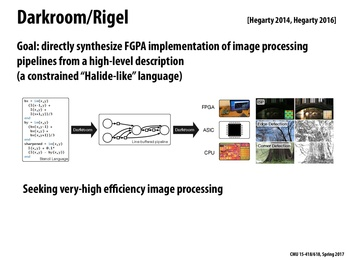 Darkroom/Rigel
[Hegarty 2014, Hegarty 2016]
Goal: directly synthesize FGPA implementation of image processing
pipelines from a high-level description
(a constrained “Halide-like” language)
Darkroom
Line-buffered pipeline
Darkroom
Stencil Language
FPGA
ASIC
CPU
Edge Detection
Corner Detection
Seeking very-high efficiency image processing
CMU 15-418/618, Spring 2017